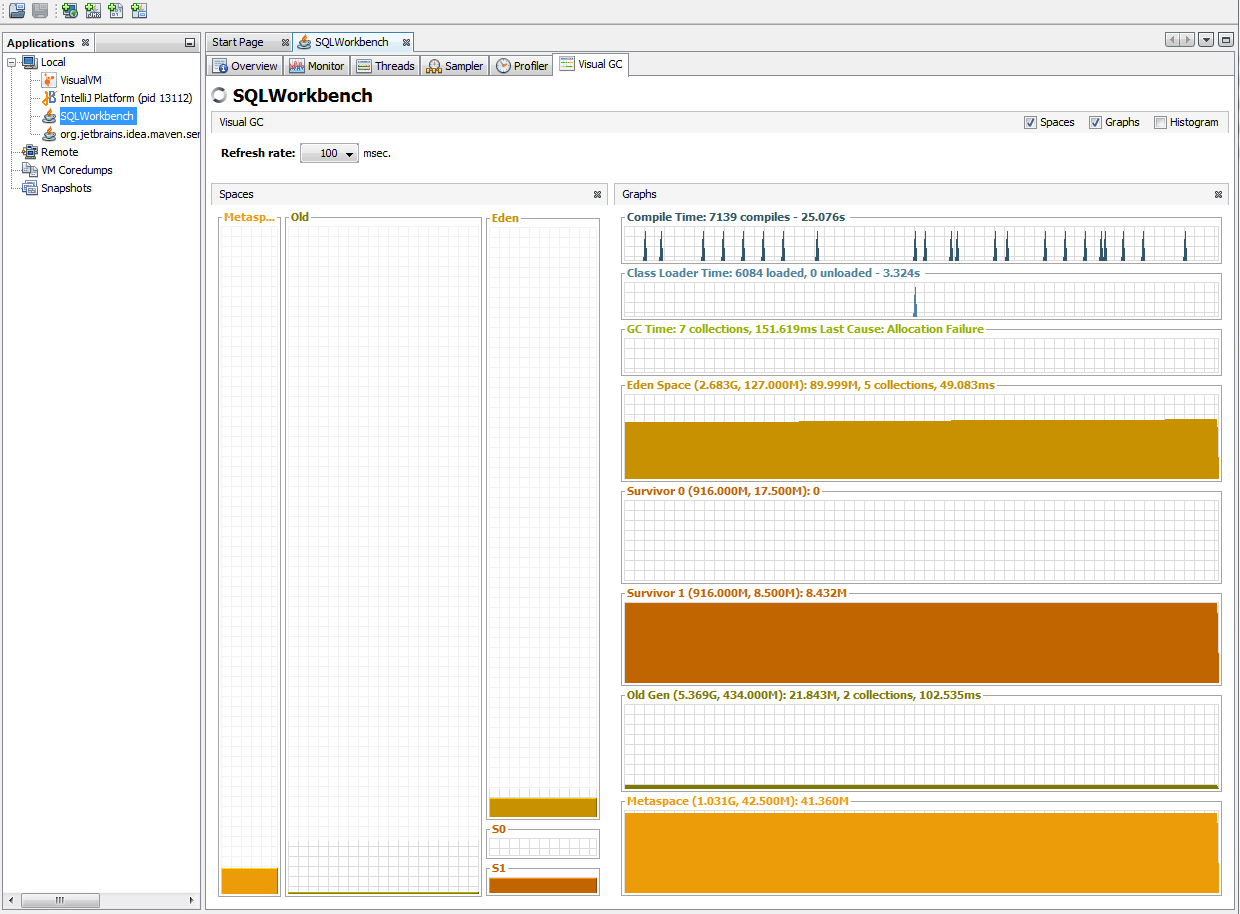 Applications
Local
VisualVM
IntelliJ Platform (pid 13112)
SQLWorkbench
org.jetbrains.idea.maven.ser
Remote
VM Coredumps
Snapshots
Start Page SQLWorkbench
Overview Monitor Threads Sampler Profiler Visual GC
SQLWorkbench
Visual GC Spaces Graphs Histogram
Refresh rate: 100 msec.
Spaces
Metasp... Old Eden
S0
S1
Graphs
Compile Time: 7139 compiles - 25.076s
Class Loader Time: 6084 loaded, 0 unloaded - 3.324s
GC Time: 7 collections, 151.619ms Last Cause: Allocation Failure
Eden Space (2.683G, 127.000M): 89.999M, 5 collections, 49.083ms
Survivor 0 (916.000M, 17.500M): 0
Survivor 1 (916.000M, 8.500M): 8.432M
Old Gen (5.369G, 434.000M): 21.843M, 2 collections, 102.535ms
Metaspace (1.031G, 42.500M): 41.360M